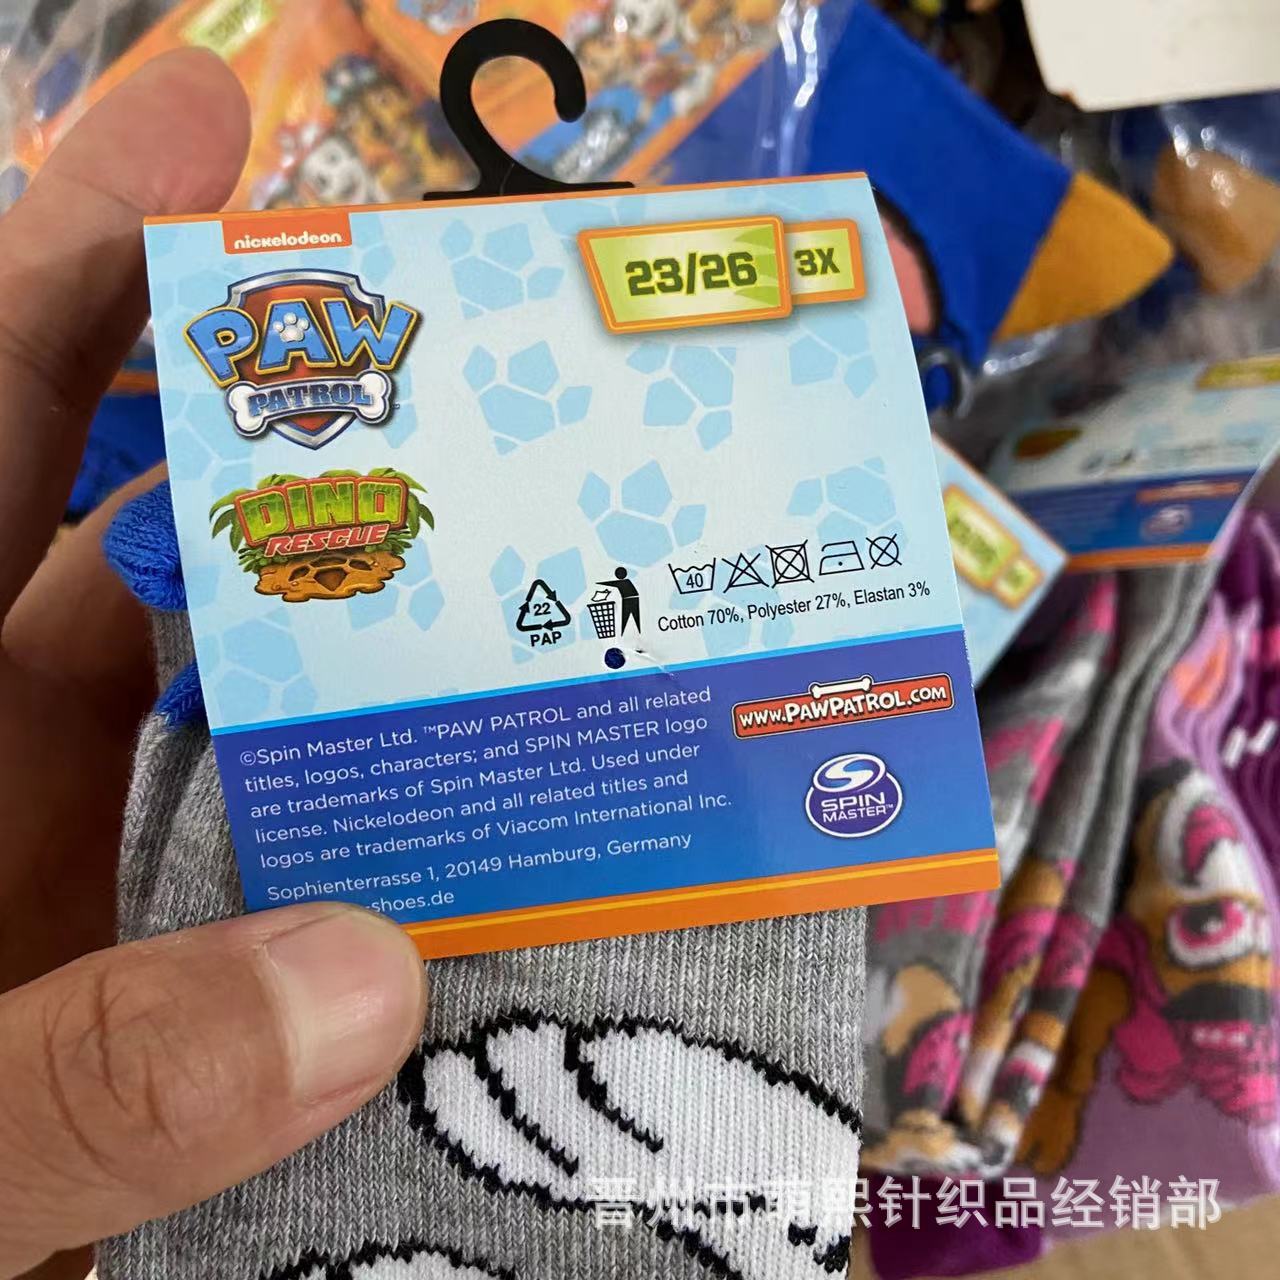 nickelodeon
PAW
PATROL
DINO
RESCUE
23/26
3X
40
22
PAP
Cotton 70%, Polyester 27%, Elastan 3%
©Spin Master Ltd. ™PAW PATROL and all related
titles, logos, characters; and SPIN MASTER logo
are trademarks of Spin Master Ltd. Used under
license. Nickelodeon and all related titles and
logos are trademarks of Viacom International Inc.
Sophienterrasse 1, 20149 Hamburg, Germany
-shoes.de
www.PAWPATROL.COM
SPIN
MASTER™
晋州市萌熙针织品经销部